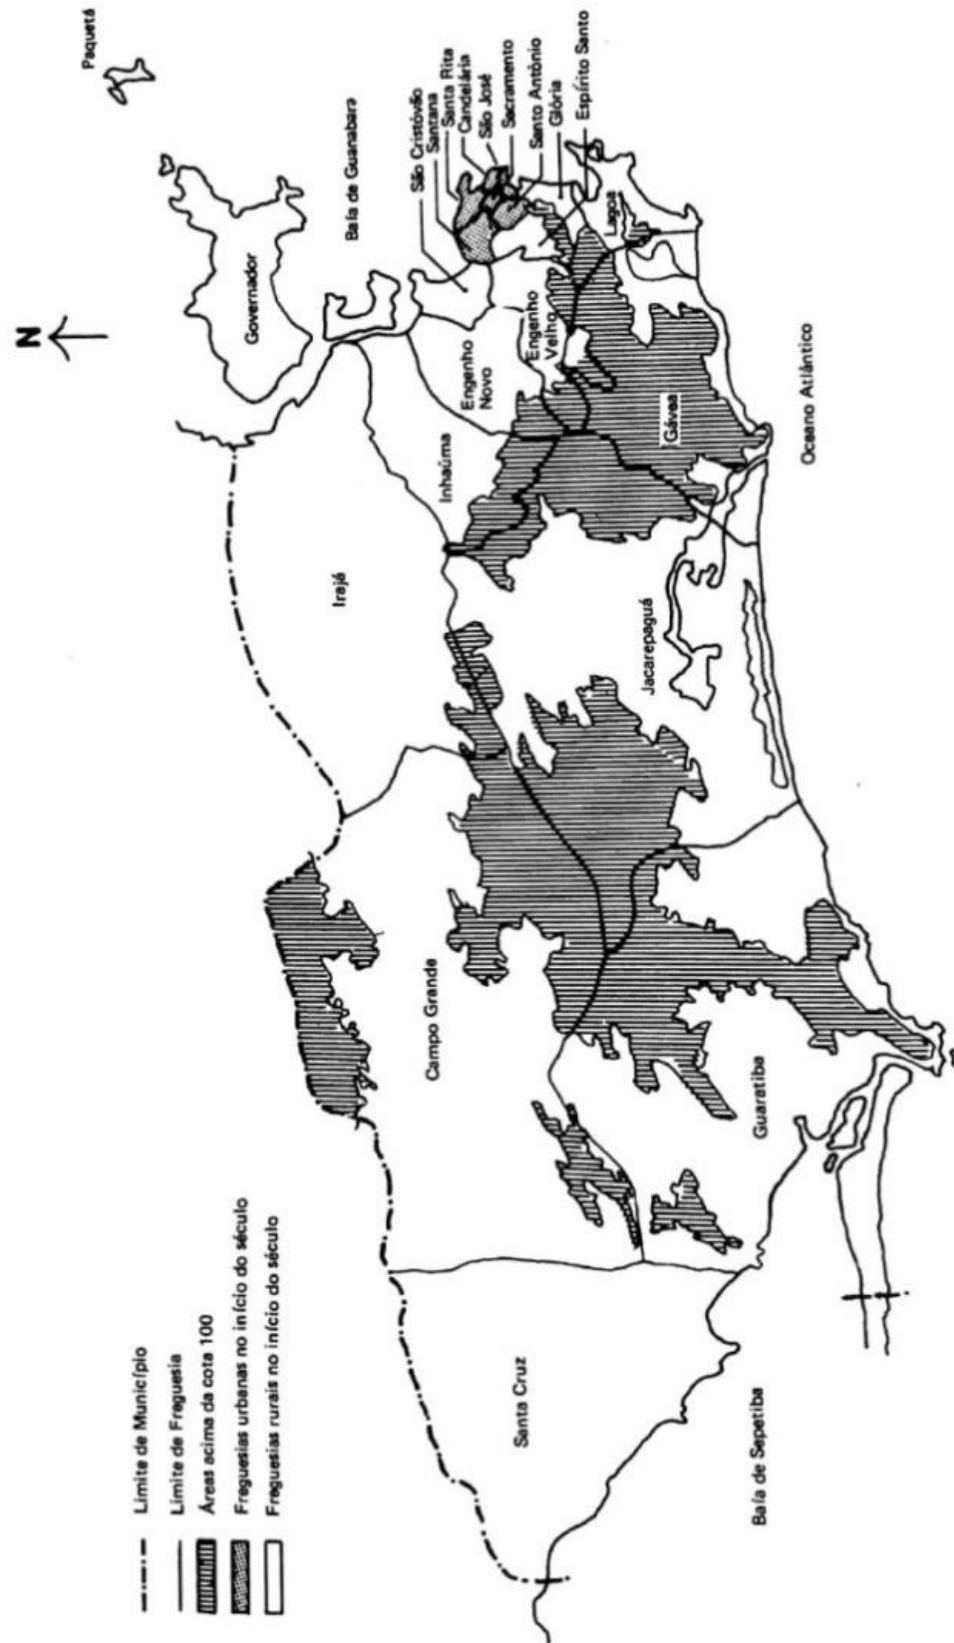 N
Paquetá
Governador
Baía de Guanabara
São Cristóvão
Santana
Santa Rita
Candelária
São José
Sacramento
Santo Antônio
Glória
Espírito Santo
Lagoa
Engenho
Velho
Engenho
Novo
Inhaúma
Irajá
Gávea
Oceano Atlântico
Jacarepaguá
Campo Grande
Guaratiba
Santa Cruz
Baía de Sepetiba
Limite de Município
Limite de Freguesia
Áreas acima da cota 100
Freguesias urbanas no início do século
Freguesias rurais no início do século